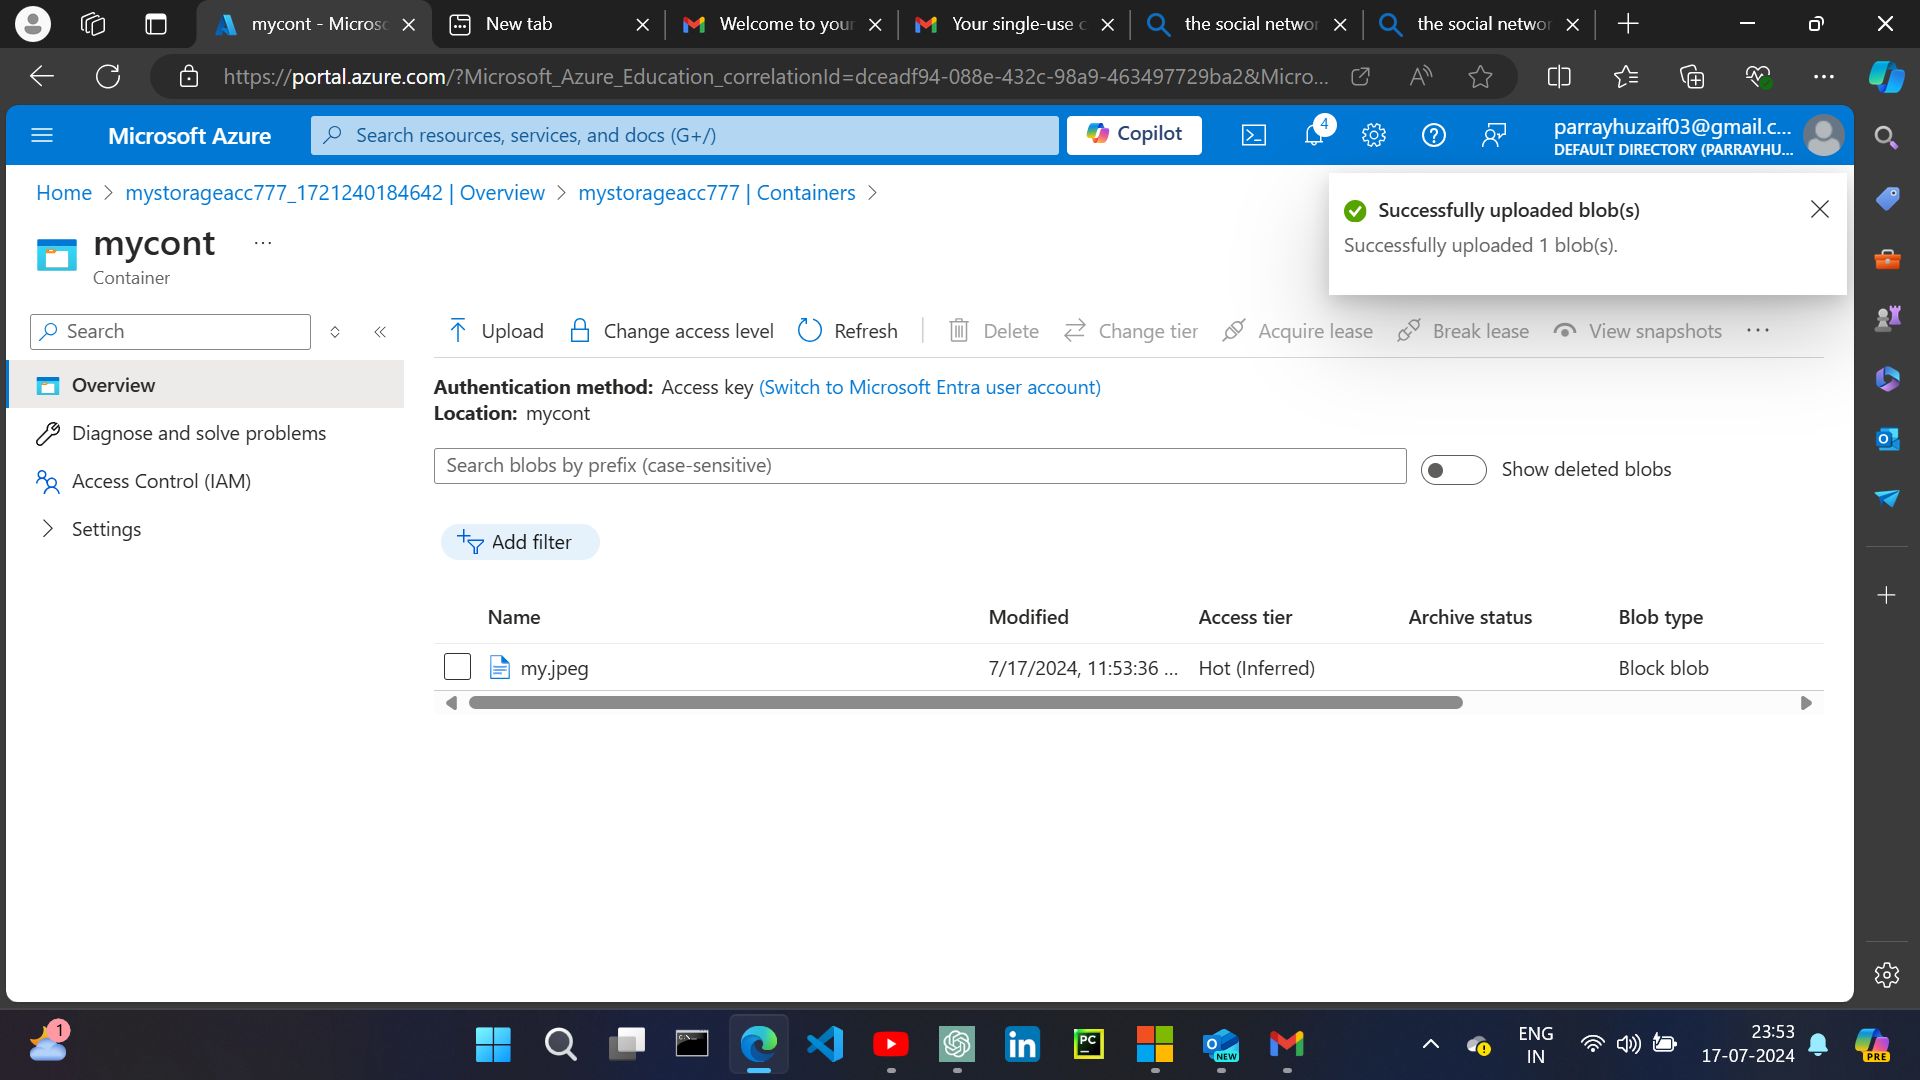 mycont - Microsc
New tab
Welcome to your
Your single-use c
the social networ
the social networ
https://portal.azure.com/?Microsoft_Azure_Education_correlationId=dceadf94-088e-432c-98a9-463497729ba2&Micro...
Microsoft Azure
Search resources, services, and docs (G+/)
Copilot
4
parrayhuzaif03@gmail.c...
DEFAULT DIRECTORY (PARRAYHU...
Home > mystorageacc777_1721240184642 | Overview > mystorageacc777 | Containers >
Successfully uploaded blob(s)
Successfully uploaded 1 blob(s).
mycont ...
Container
Search
Upload
Change access level
Refresh
Delete
Change tier
Acquire lease
Break lease
View snapshots
...
Overview
Diagnose and solve problems
Access Control (IAM)
Settings
Authentication method: Access key (Switch to Microsoft Entra user account)
Location: mycont
Search blobs by prefix (case-sensitive)
Show deleted blobs
Add filter
Name Modified Access tier Archive status Blob type
my.jpeg 7/17/2024, 11:53:36 ... Hot (Inferred) Block blob
1
PC
NEW
ENG
IN
23:53
17-07-2024
PRE